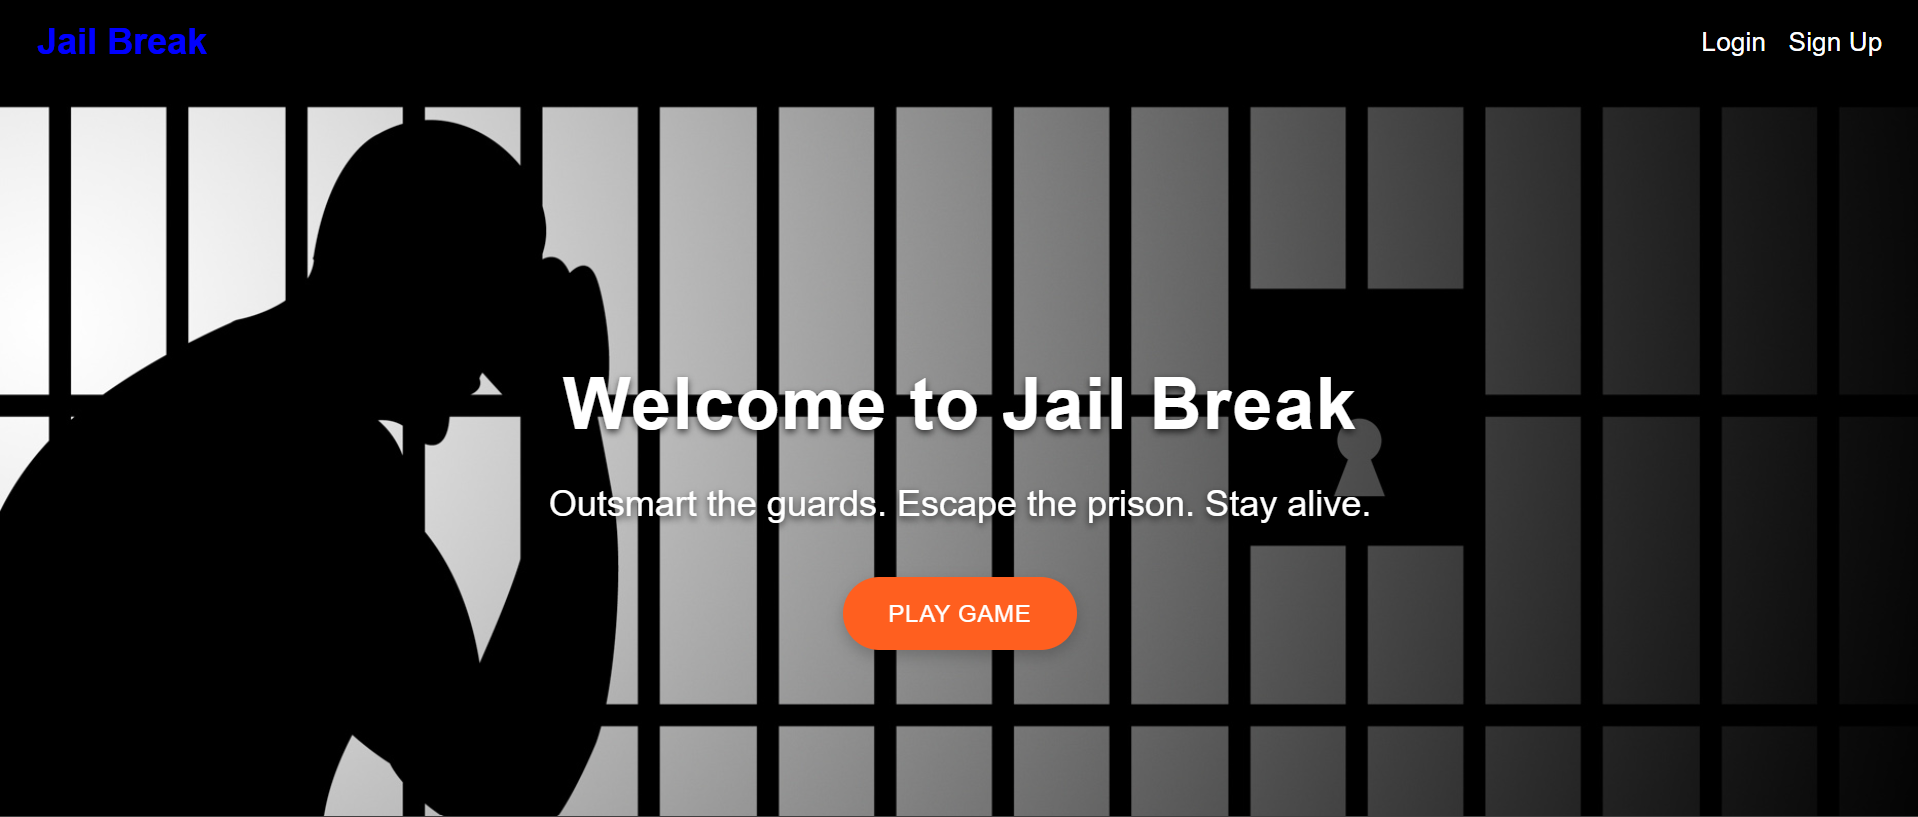 Jail Break
Login Sign Up
Welcome to Jail Break
Outsmart the guards. Escape the prison. Stay alive.
PLAY GAME